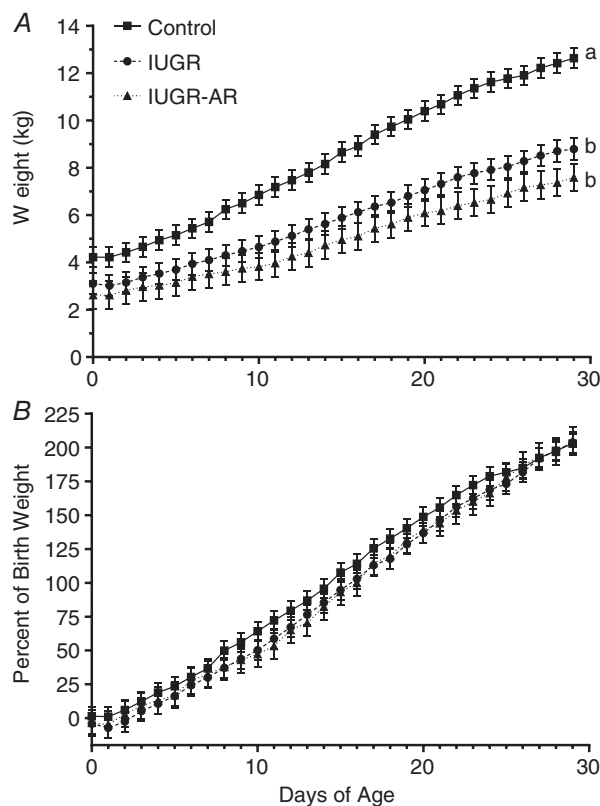 A
14
12
10
8
6
4
2
0
W eight (kg)
Control
IUGR
IUGR-AR
a
b
b
0
10
20
30
B
225
200
175
150
125
100
75
50
25
0
Percent of Birth Weight
0
10
20
30
Days of Age